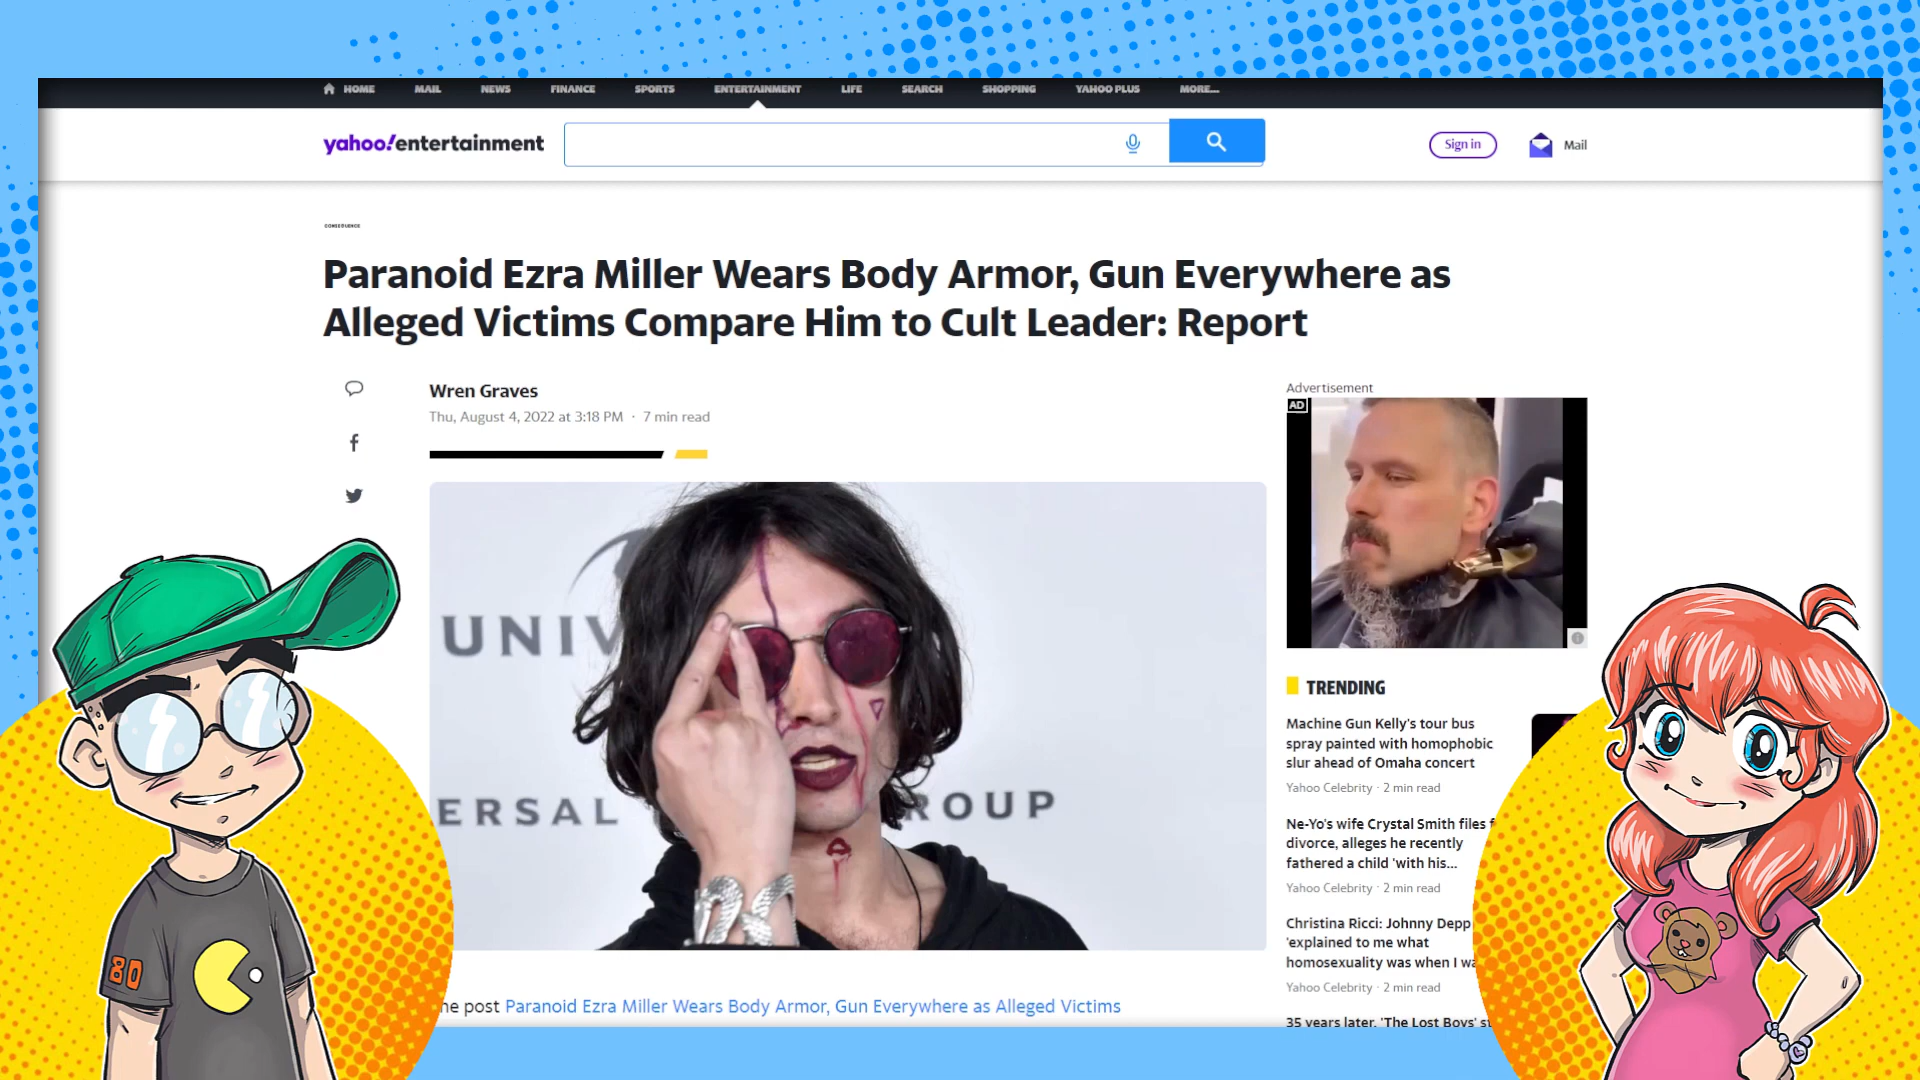 HOME MAIL NEWS FINANCE SPORTS ENTERTAINMENT LIFE SEARCH SHOPPING YAHOO PLUS MORE...
yahoo!entertainment
Sign in
Mail
CONSEQUENCE
Paranoid Ezra Miller Wears Body Armor, Gun Everywhere as
Alleged Victims Compare Him to Cult Leader: Report
Wren Graves
Thu, August 4, 2022 at 3:18 PM · 7 min read
UNIV
ERSAL ROUP
he post Paranoid Ezra Miller Wears Body Armor, Gun Everywhere as Alleged Victims
Advertisement
AD
TRENDING
Machine Gun Kelly's tour bus
spray painted with homophobic
slur ahead of Omaha concert
Yahoo Celebrity · 2 min read
Ne-Yo's wife Crystal Smith files f
divorce, alleges he recently
fathered a child 'with his...
Yahoo Celebrity · 2 min read
Christina Ricci: Johnny Depp
'explained to me what
homosexuality was when I wa
Yahoo Celebrity · 2 min read
35 years later, 'The Lost Boys' st
80